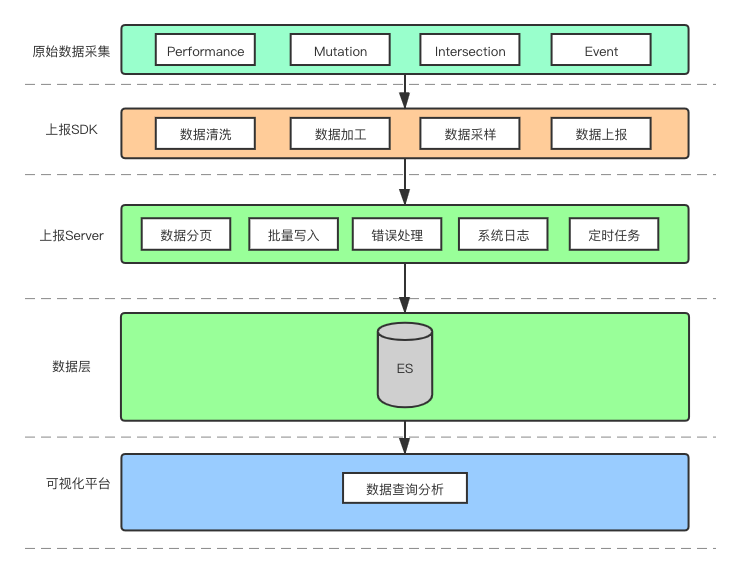 原始数据采集
Performance
Mutation
Intersection
Event
上报SDK
数据清洗
数据加工
数据采样
数据上报
上报Server
数据分页
批量写入
错误处理
系统日志
定时任务
数据层
ES
可视化平台
数据查询分析